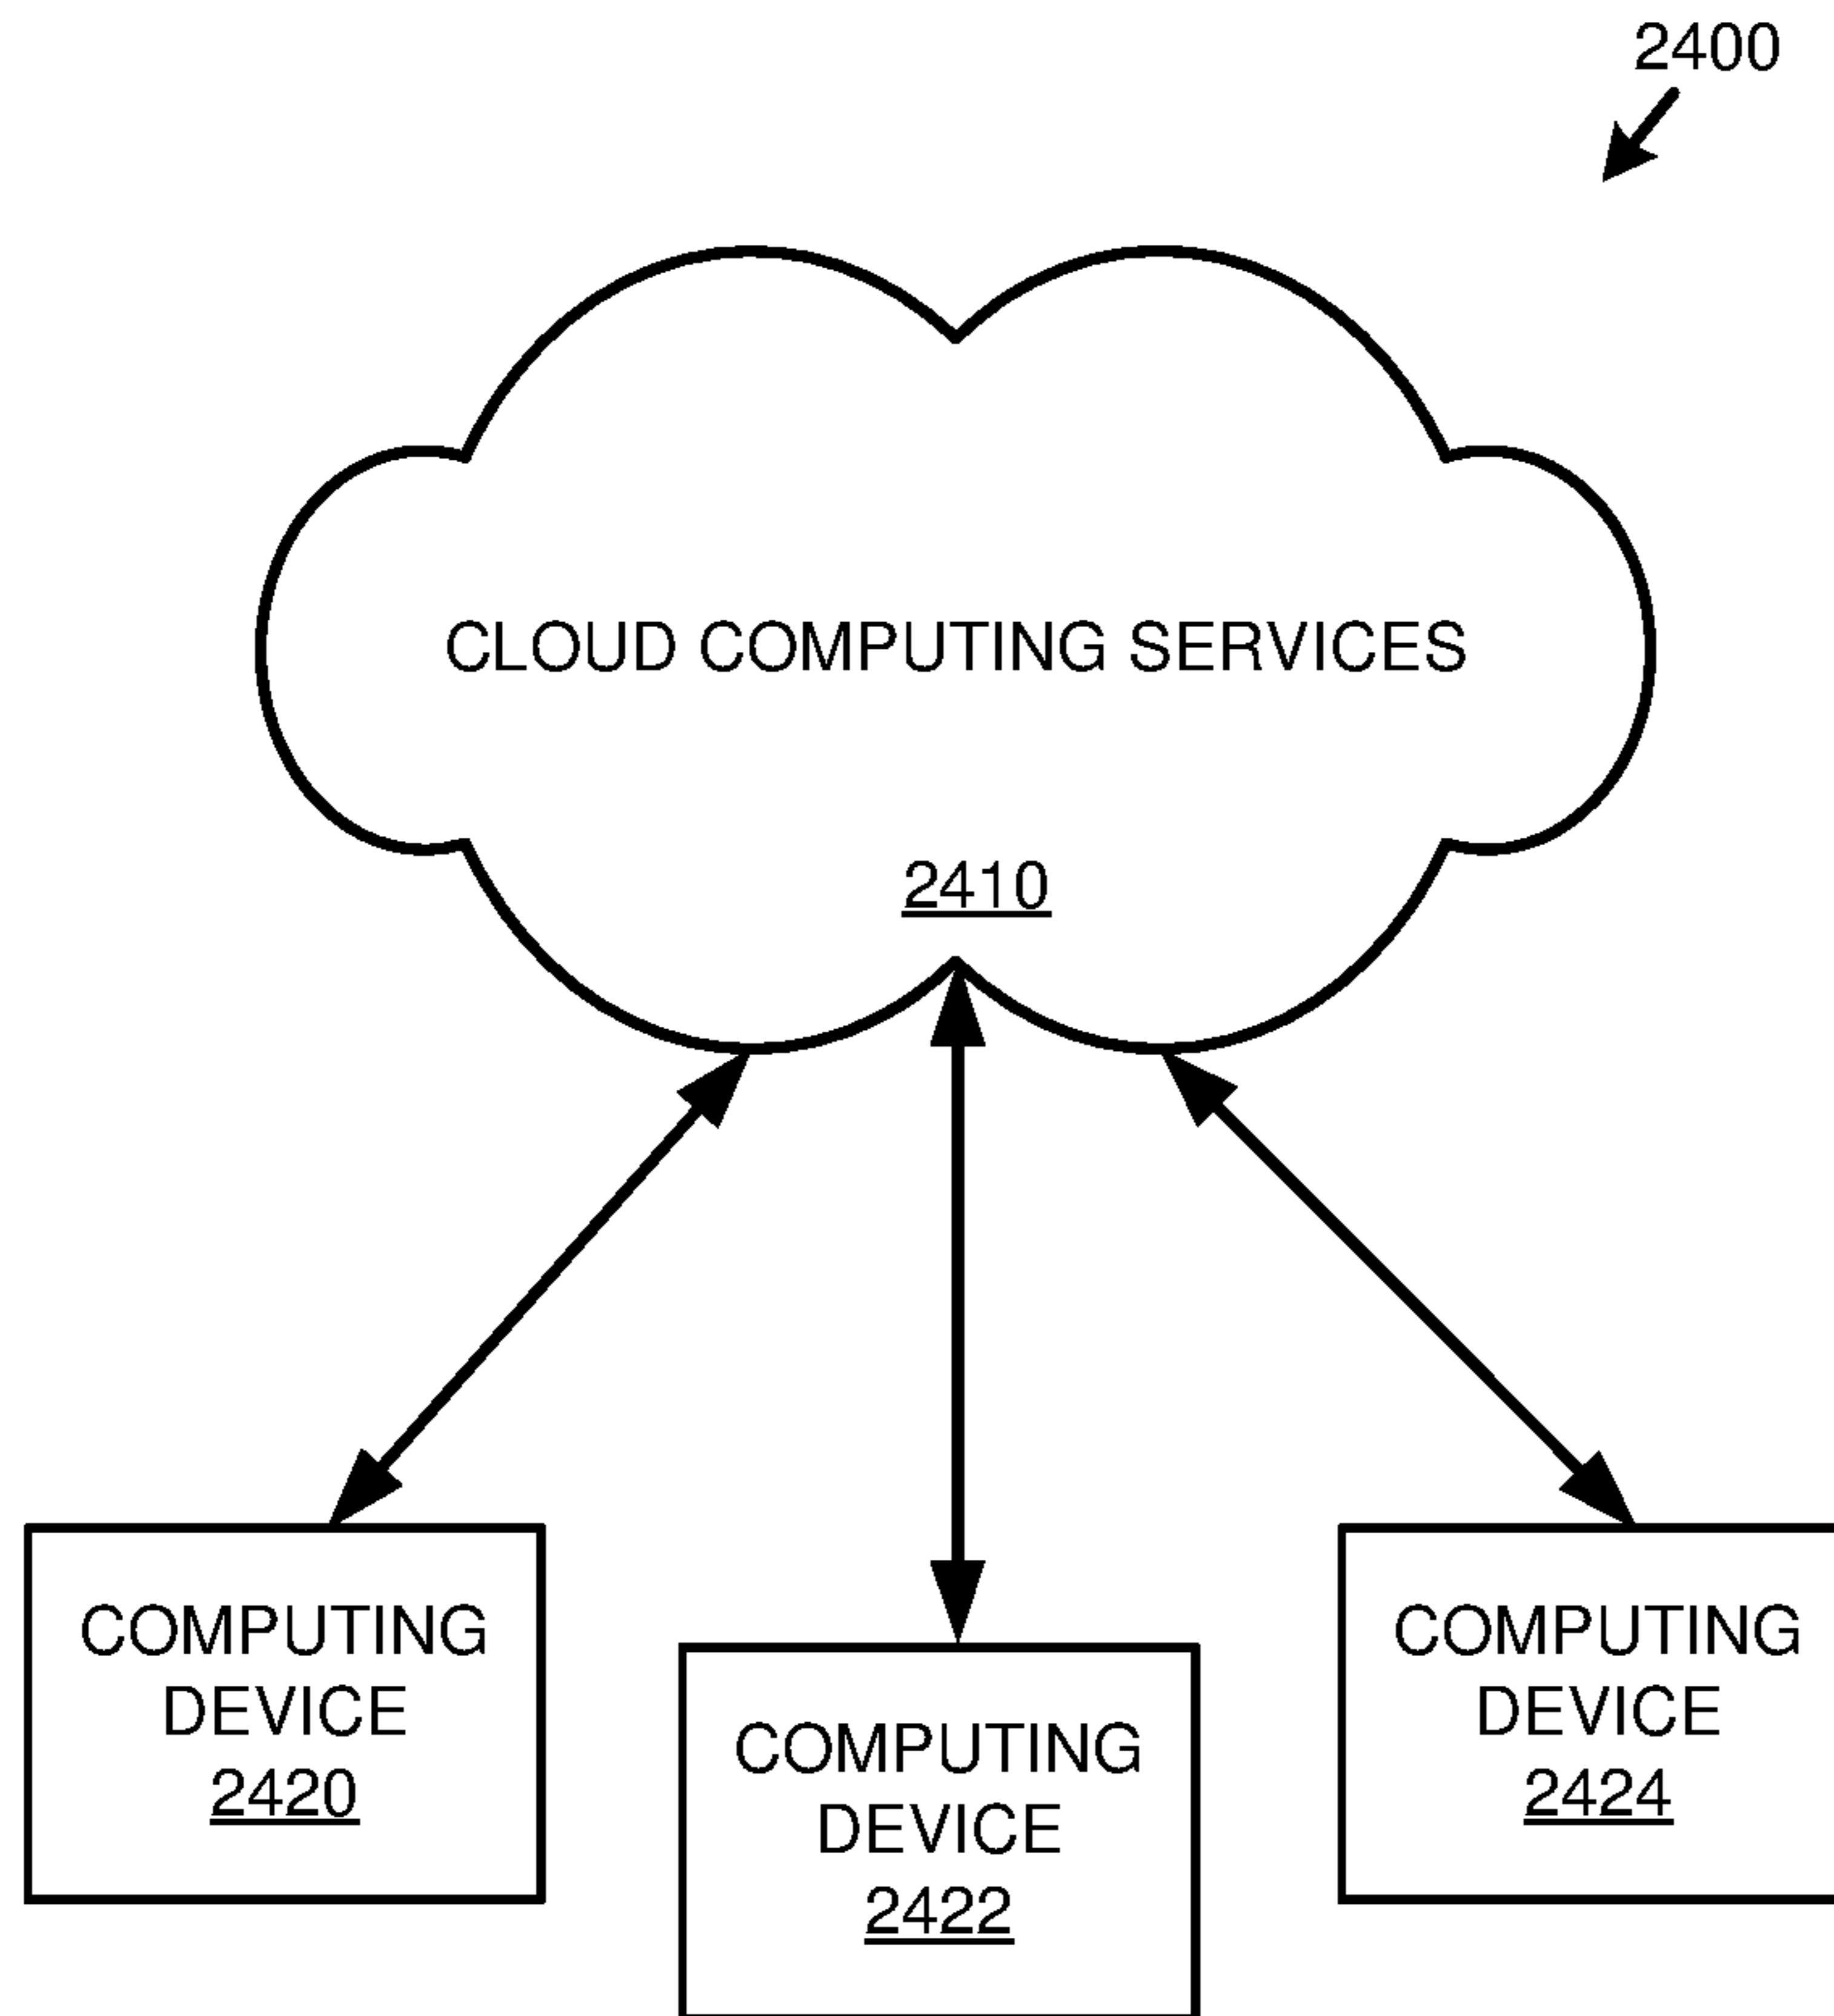 2400
CLOUD COMPUTING SERVICES
2410
COMPUTING
DEVICE
2420
COMPUTING
DEVICE
2422
COMPUTING
DEVICE
2424